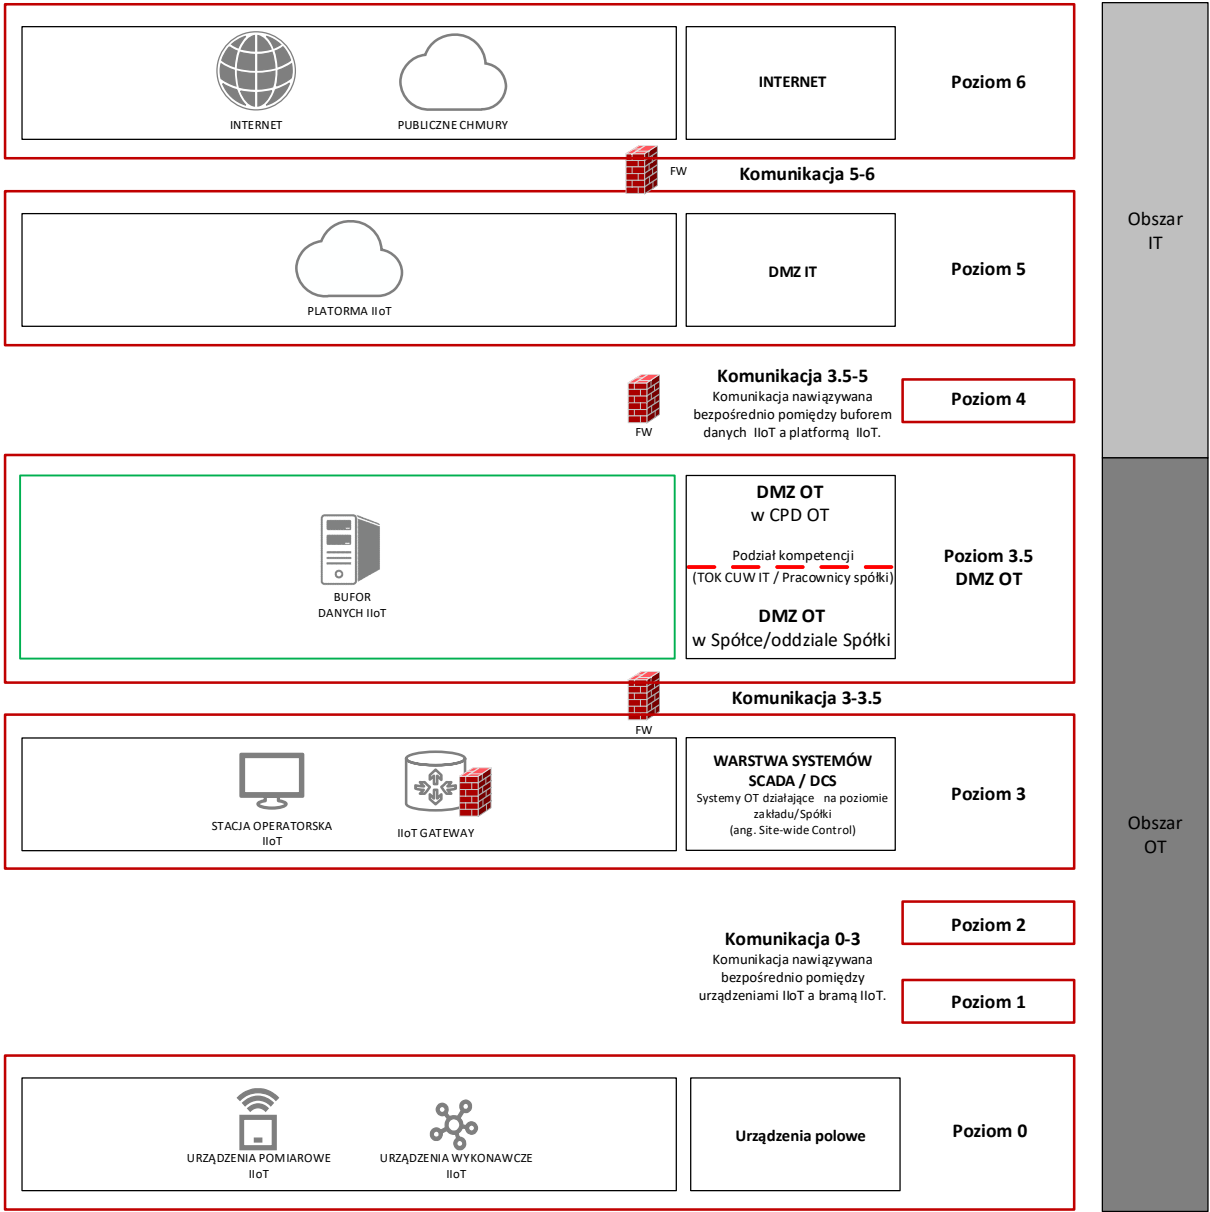 INTERNET
PUBLICZNE CHMURY
INTERNET
Poziom 6
FW
Komunikacja 5-6
PLATORMA IIoT
DMZ IT
Poziom 5
Obszar
IT
FW
Komunikacja 3.5-5
Komunikacja nawiązywana
bezpośrednio pomiędzy buforem
danych IIoT a platformą IIoT.
Poziom 4
BUFOR
DANYCH IIoT
DMZ OT
w CPD OT
Podział kompetencji
(TOK CUW IT / Pracownicy spółki)
DMZ OT
w Spółce/oddziale Spółki
Poziom 3.5
DMZ OT
FW
Komunikacja 3-3.5
STACJA OPERATORSKA
IIoT
IIoT GATEWAY
WARSTWA SYSTEMÓW
SCADA / DCS
Systemy OT działające na poziomie
zakładu/Spółki
(ang. Site-wide Control)
Poziom 3
Obszar
OT
Komunikacja 0-3
Komunikacja nawiązywana
bezpośrednio pomiędzy
urządzeniami IIoT a bramą IIoT.
Poziom 2
Poziom 1
URZĄDZENIA POMIAROWE
IIoT
URZĄDZENIA WYKONAWCZE
IIoT
Urządzenia polowe
Poziom 0